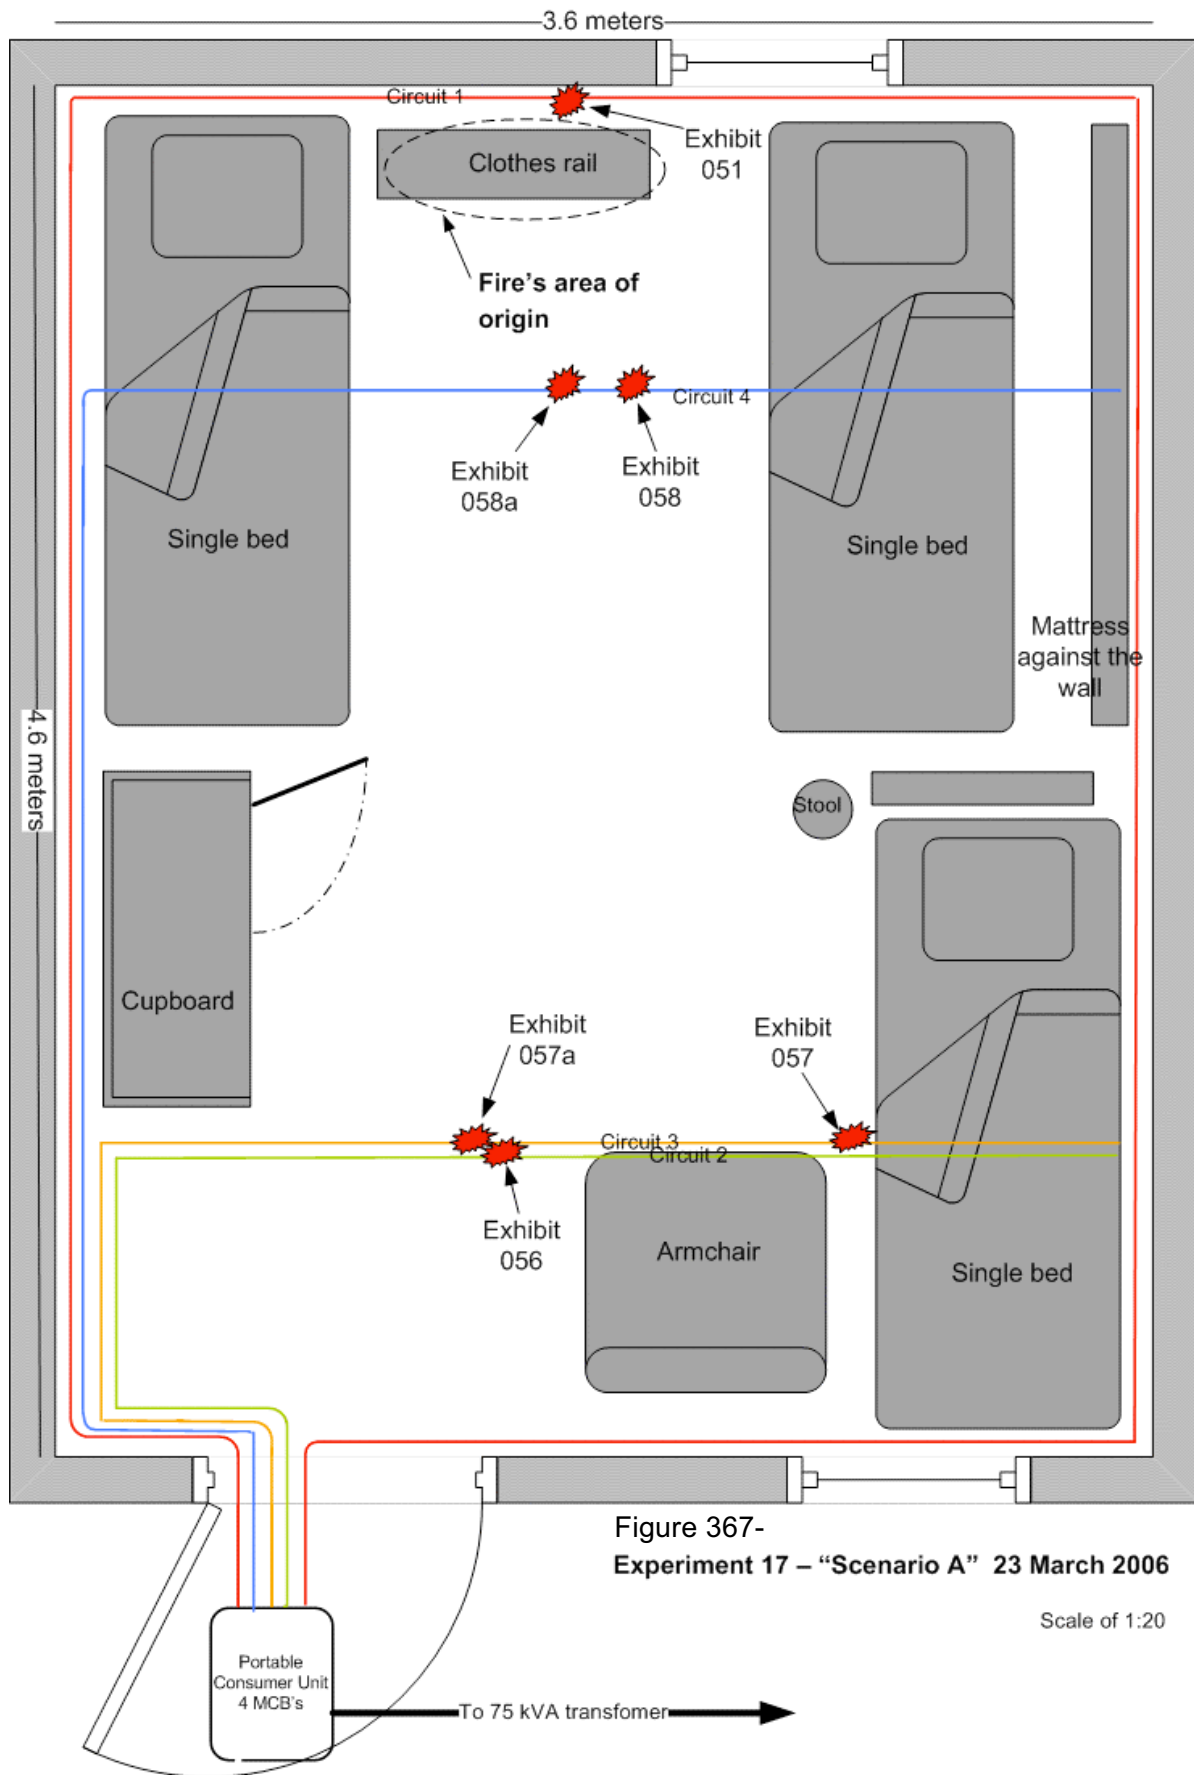 3.6 meters
Circuit 1
Exhibit
051
Clothes rail
Fire's area of
origin
Circuit 4
Exhibit
058a
Exhibit
058
Single bed
Single bed
Mattress
against the
wall
4.6 meters
Stool
Cupboard
Exhibit
057a
Exhibit
057
Circuit 3
Circuit 2
Exhibit
056
Armchair
Single bed
Figure 367-
Experiment 17 – “Scenario A” 23 March 2006
Scale of 1:20
Portable
Consumer Unit
4 MCB's
To 75 kVA transfomer